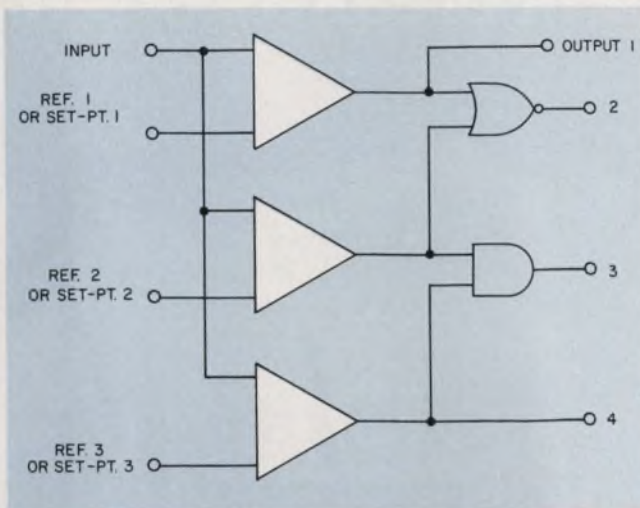 INPUT
OUTPUT 1
REF. 1
OR SET-PT. 1
2
REF. 2
OR SET-PT. 2
3
REF. 3
OR SET-PT. 3
4